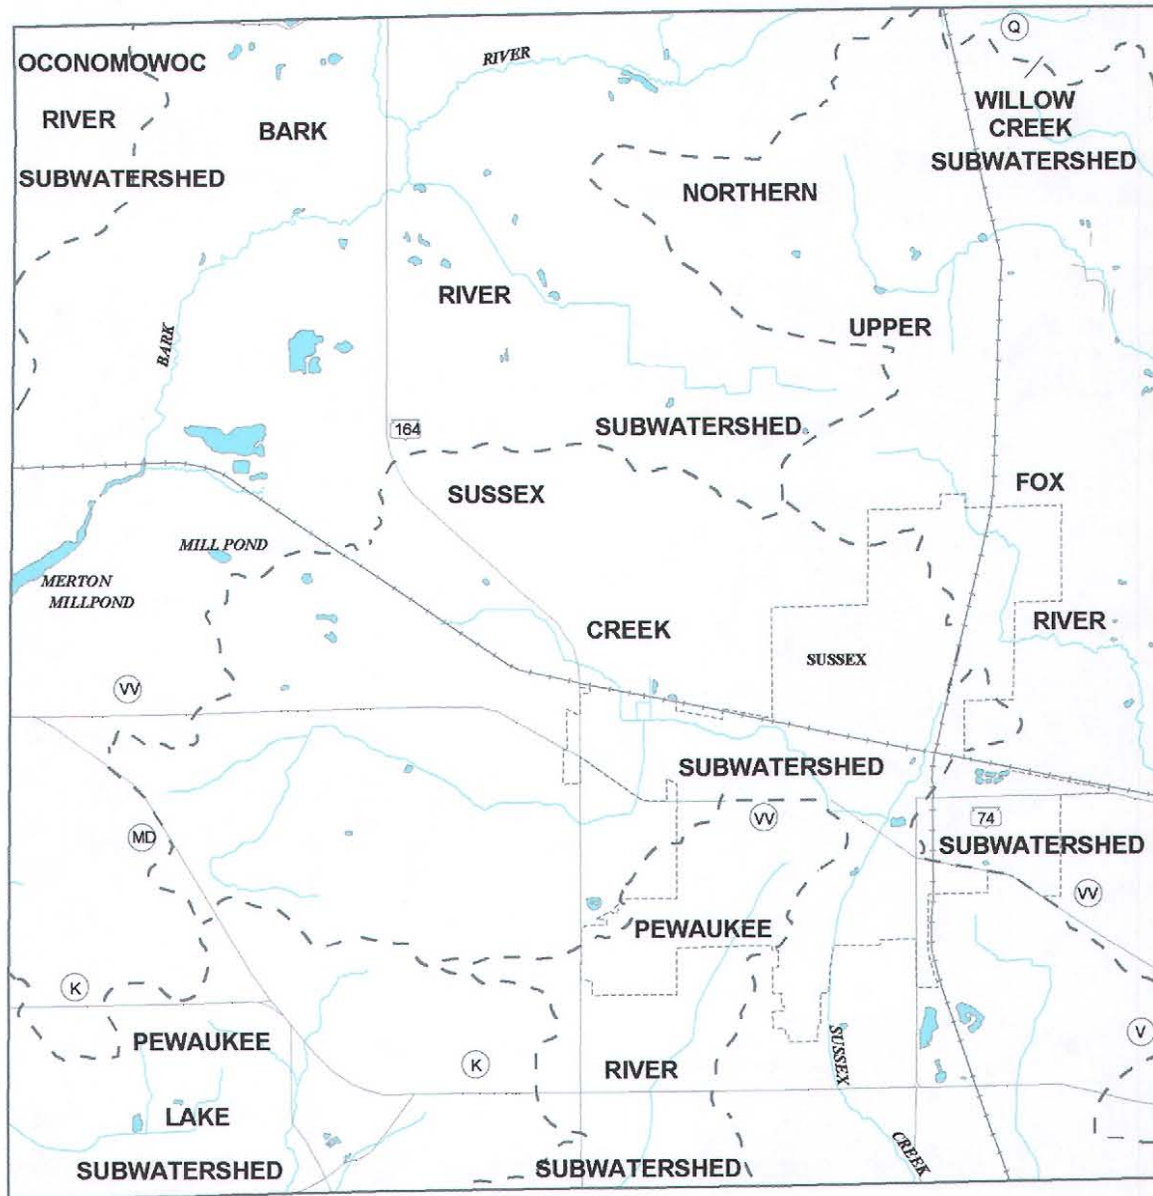 OCONOMOWOC
RIVER
SUBWATERSHED
BARK
RIVER
SUBWATERSHED
RIVER
BARK
Q
WILLOW
CREEK
SUBWATERSHED
NORTHERN
UPPER
FOX
RIVER
SUBWATERSHED
164
SUSSEX
CREEK
SUBWATERSHED
MILL POND
MERTON
MILLPOND
SUSSEX
VV
VV
74
VV
MD
PEWAUKEE
RIVER
SUBWATERSHED
K
K
V
PEWAUKEE
LAKE
SUBWATERSHED
SUSSEX
CREEK